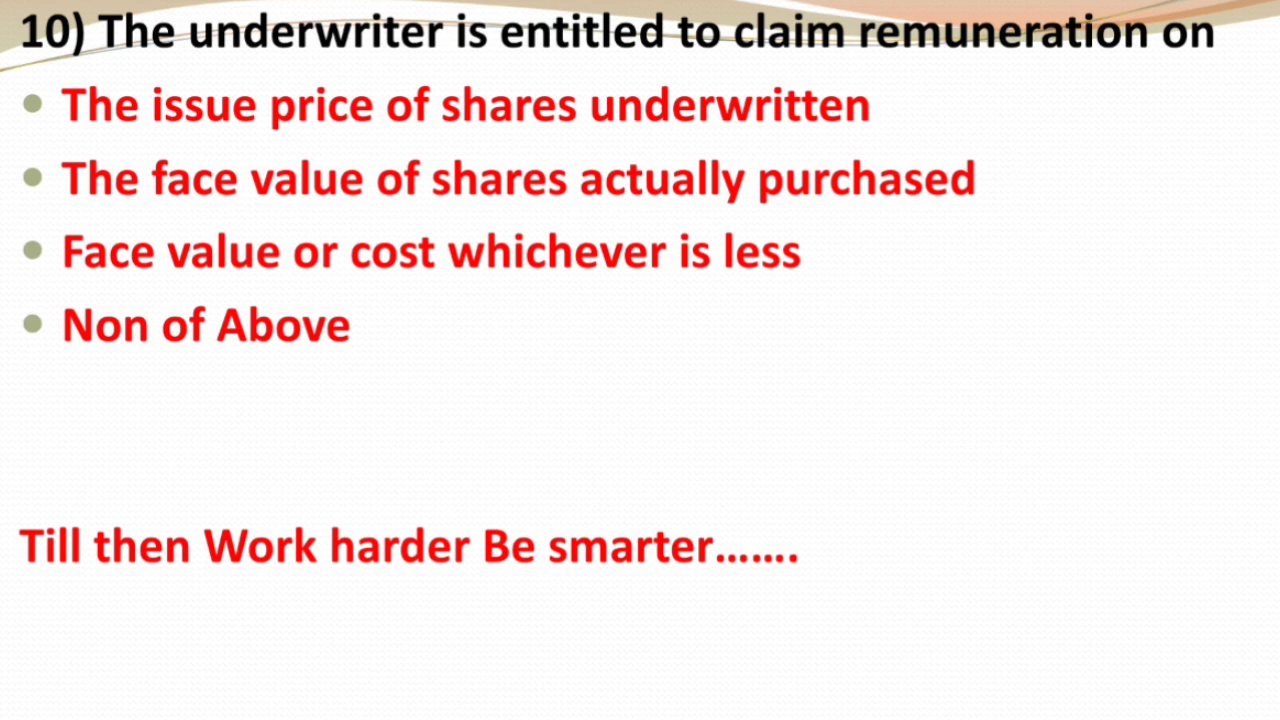 10) The underwriter is entitled to claim remuneration on
• The issue price of shares underwritten
• The face value of shares actually purchased
• Face value or cost whichever is less
• Non of Above
Till then Work harder Be smarter…….